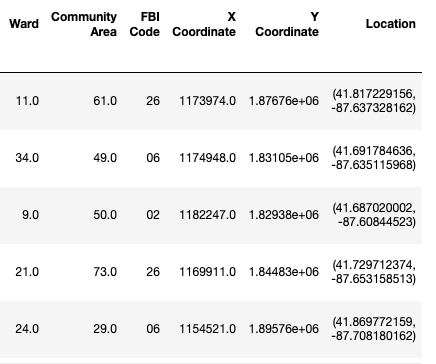 Ward Community Area FBI Code X Coordinate Y Coordinate Location
11.0 61.0 26 1173974.0 1.87676e+06 (41.817229156, -87.637328162)
34.0 49.0 06 1174948.0 1.83105e+06 (41.691784636, -87.635115968)
9.0 50.0 02 1182247.0 1.82938e+06 (41.687020002, -87.60844523)
21.0 73.0 26 1169911.0 1.84483e+06 (41.729712374, -87.653158513)
24.0 29.0 06 1154521.0 1.89576e+06 (41.869772159, -87.708180162)